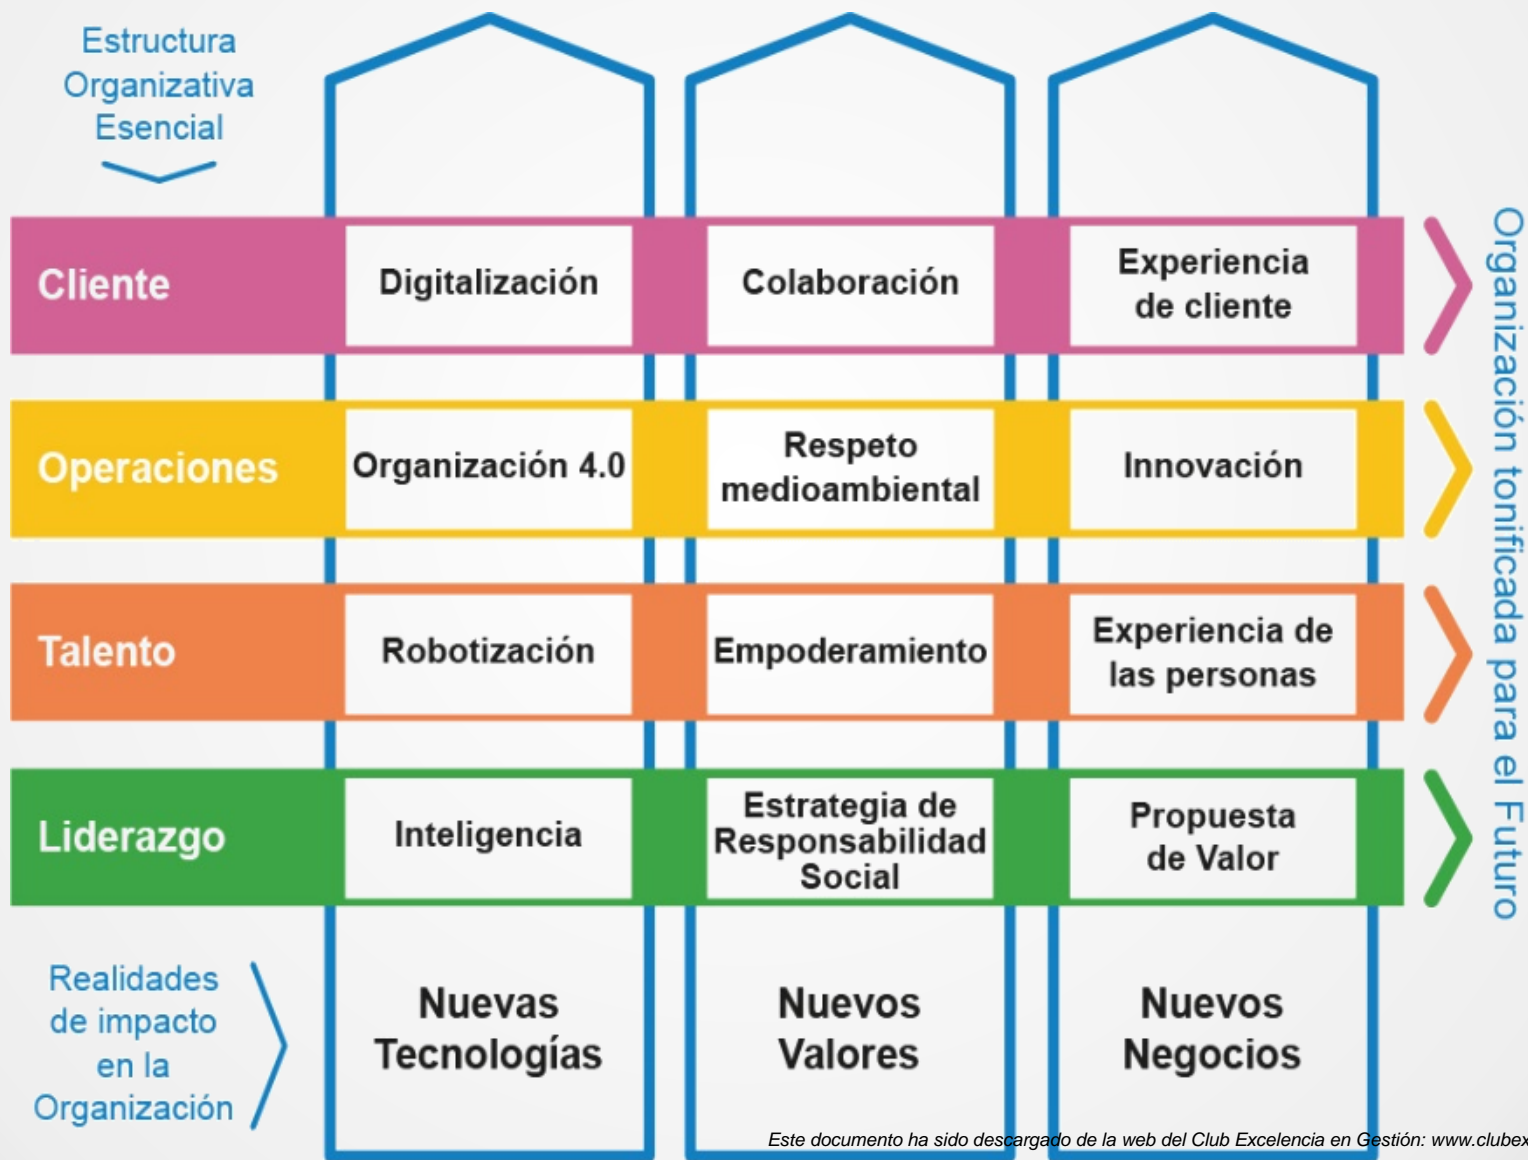 Estructura
Organizativa
Esencial
Cliente
Digitalización
Colaboración
Experiencia
de cliente
Operaciones
Organización 4.0
Respeto
medioambiental
Innovación
Talento
Robotización
Empoderamiento
Experiencia de
las personas
Liderazgo
Inteligencia
Estrategia de
Responsabilidad
Social
Propuesta
de Valor
Organización tonificada para el Futuro
Realidades
de impacto
en la
Organización
Nuevas
Tecnologías
Nuevos
Valores
Nuevos
Negocios
Este documento ha sido descargado de la web del Club Excelencia en Gestión: www.clubex